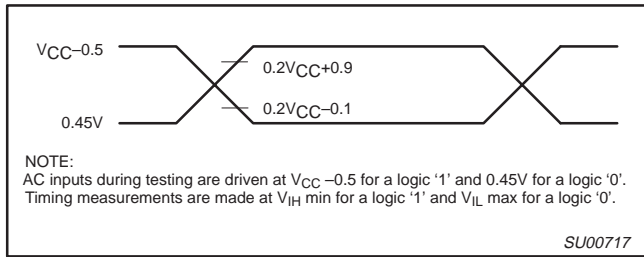 VCC–0.5
0.2VCC+0.9
0.2VCC–0.1
0.45V
NOTE:
AC inputs during testing are driven at VCC –0.5 for a logic ‘1’ and 0.45V for a logic ‘0’.
Timing measurements are made at VIH min for a logic ‘1’ and VIL max for a logic ‘0’.
SU00717